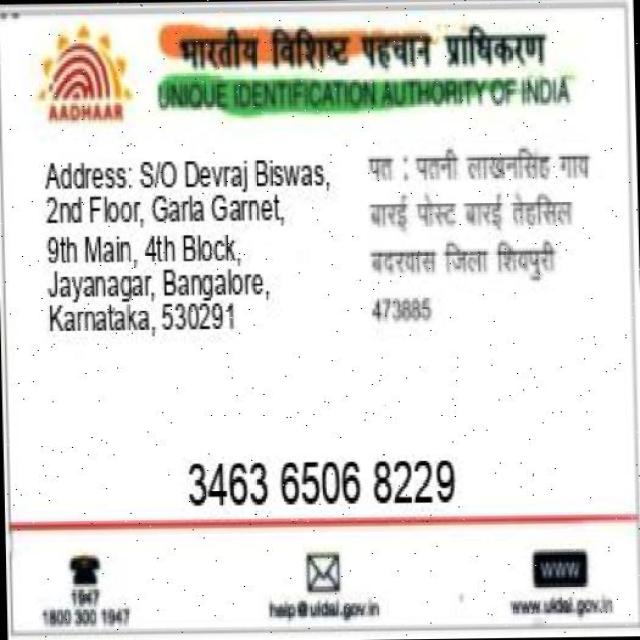 भारतीय विशिष्ट पहचान प्राधिकरण
UNIQUE IDENTIFICATION AUTHORITY OF INDIA
AADHAAR
Address: S/O Devraj Biswas,
2nd Floor, Garla Garnet,
9th Main, 4th Block,
Jayanagar, Bangalore,
Karnataka, 530291
पत : पतनी लाखनसिंह गाव
बारई पोस्ट बारई तेहसिल
बदरवास जिला शिवपुरी
473885
3463 6506 8229
1947
1800 300 1947
help@uidai.gov.in
WWW
www.uidai.gov.in